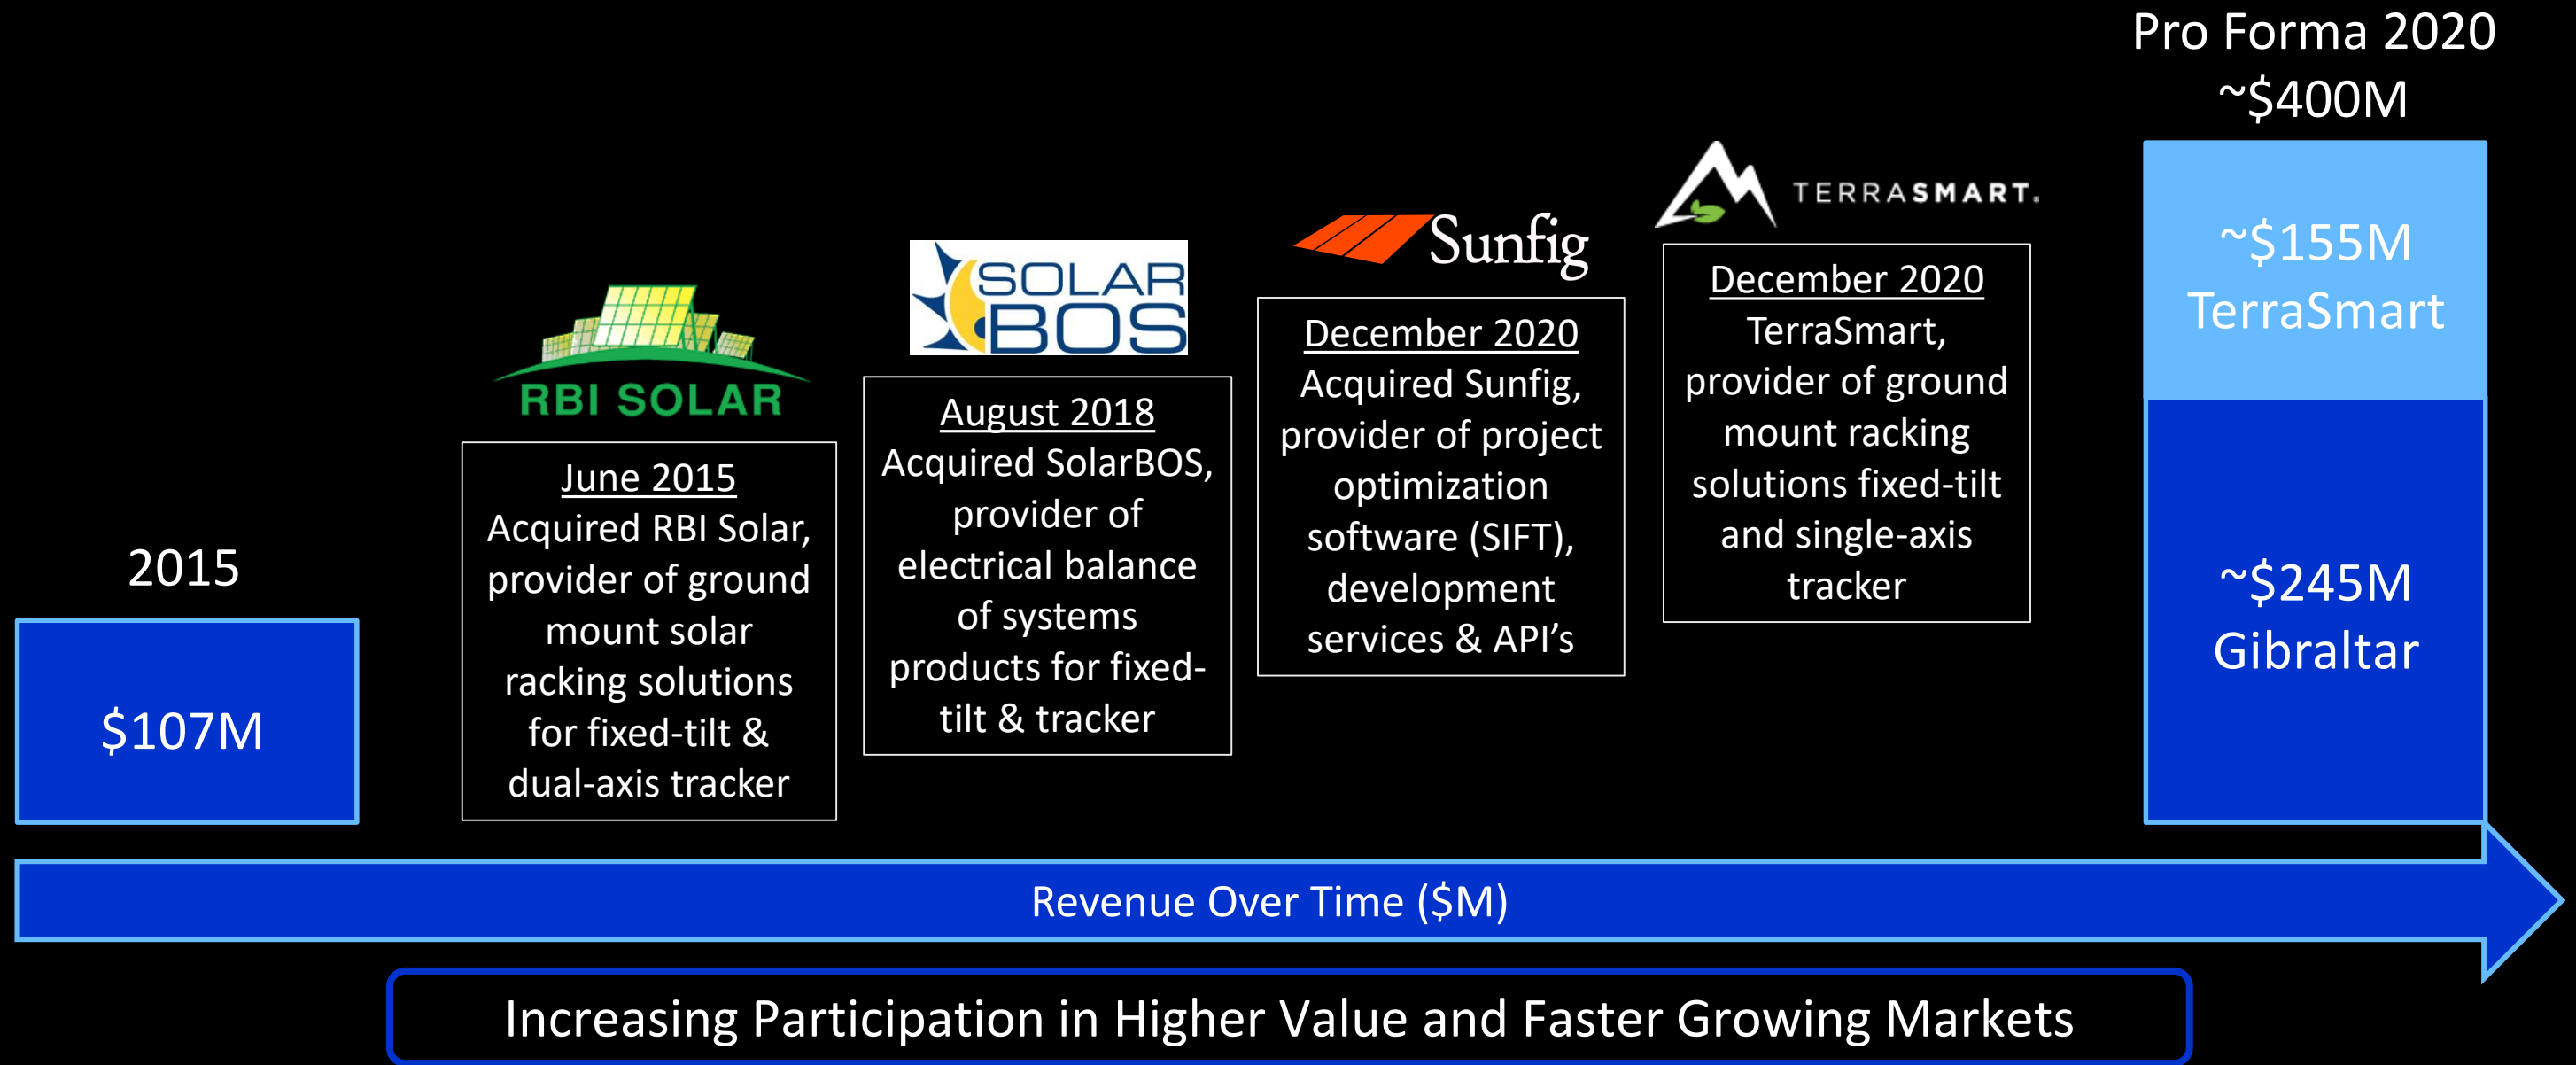 2015
$107M
RBI SOLAR
June 2015
Acquired RBI Solar,
provider of ground
mount solar
racking solutions
for fixed-tilt &
dual-axis tracker
SOLAR
BOS
August 2018
Acquired SolarBOS,
provider of
electrical balance
of systems
products for fixed-
tilt & tracker
Sunfig
December 2020
Acquired Sunfig,
provider of project
optimization
software (SIFT),
development
services & API’s
TERRASMART.
December 2020
TerraSmart,
provider of ground
mount racking
solutions fixed-tilt
and single-axis
tracker
Pro Forma 2020
~$400M
~$155M
TerraSmart
~$245M
Gibraltar
Revenue Over Time ($M)
Increasing Participation in Higher Value and Faster Growing Markets